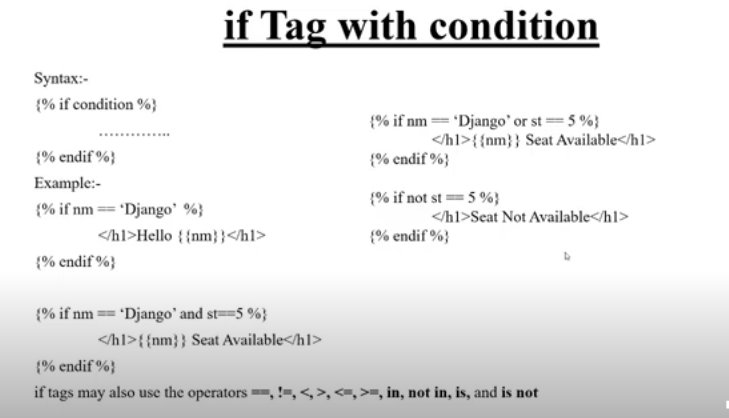 if Tag with condition
Syntax:-
{% if condition %}
..............
{% endif %}
Example:-
{% if nm == ‘Django’ %}
</h1>Hello {{nm}}</h1>
{% endif %}
{% if nm == ‘Django’ and st==5 %}
</h1>{{nm}} Seat Available</h1>
{% endif %}
{% if nm == ‘Django’ or st == 5 %}
</h1>{{nm}} Seat Available</h1>
{% endif %}
{% if not st == 5 %}
</h1>Seat Not Available</h1>
{% endif %}
if tags may also use the operators ==, !=, <, >, <=, >=, in, not in, is, and is not